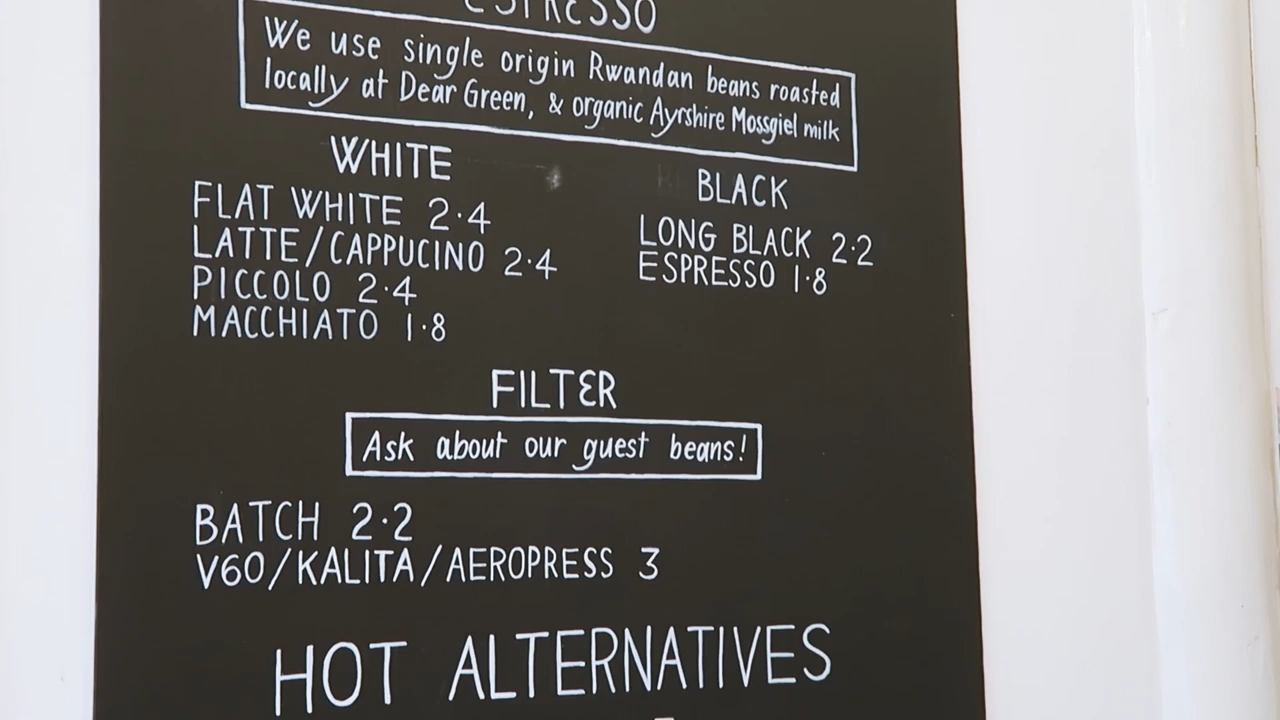 ESPRESSO
We use single origin Rwandan beans roasted
locally at Dear Green, & organic Ayrshire Mossgiel milk
WHITE
FLAT WHITE 2·4
LATTE/CAPPUCINO 2·4
PICCOLO 2·4
MACCHIATO 1·8
BLACK
LONG BLACK 2·2
ESPRESSO 1·8
FILTER
Ask about our guest beans!
BATCH 2·2
V60/KALITA/AEROPRESS 3
HOT ALTERNATIVES